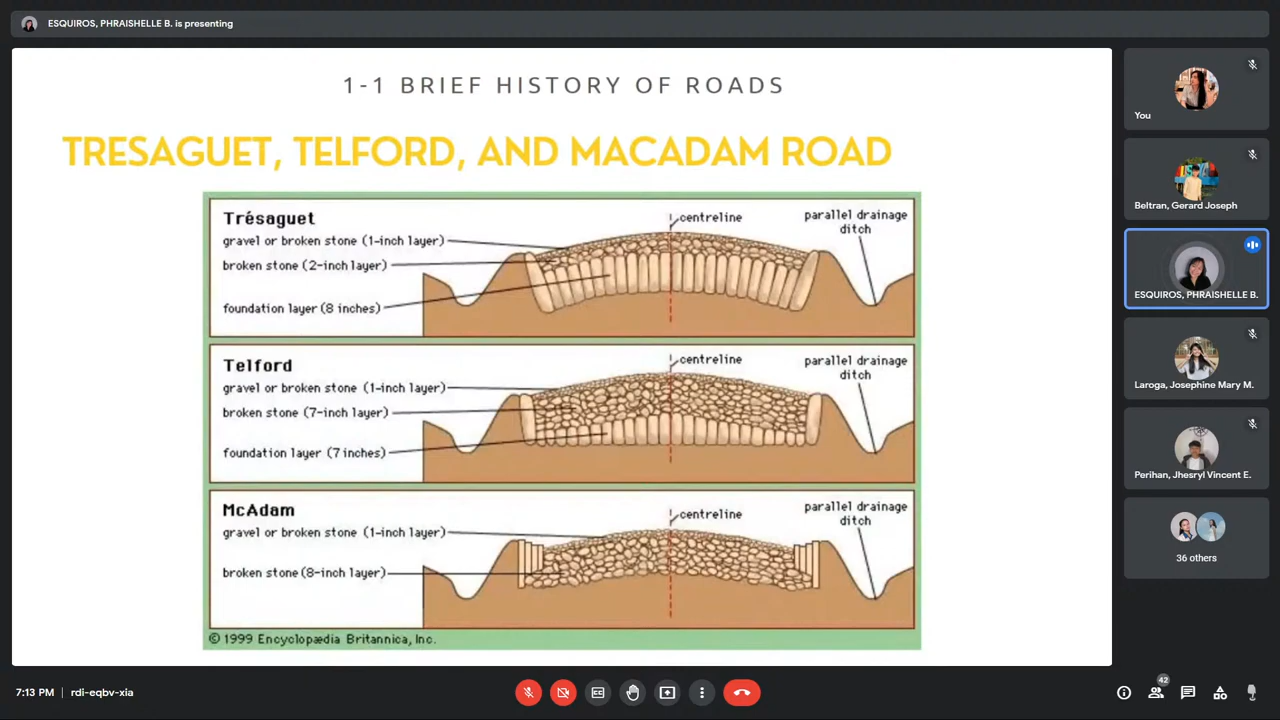 ESQUIROS, PHRAISHELLE B. is presenting
1-1 BRIEF HISTORY OF ROADS
TRESAGUET, TELFORD, AND MACADAM ROAD
Trésaguet
gravel or broken stone (1-inch layer)
broken stone (2-inch layer)
foundation layer (8 inches)
centreline
parallel drainage
ditch
Telford
gravel or broken stone (1-inch layer)
broken stone (7-inch layer)
foundation layer (7 inches)
centreline
parallel drainage
ditch
McAdam
gravel or broken stone (1-inch layer)
broken stone (8-inch layer)
centreline
parallel drainage
ditch
© 1999 Encyclopædia Britannica, Inc.
You
Beltran, Gerard Joseph
ESQUIROS, PHRAISHELLE B.
Laroga, Josephine Mary M.
Perihan, Jhesryl Vincent E.
36 others
7:13 PM | rdi-eqbv-xia
CC
42